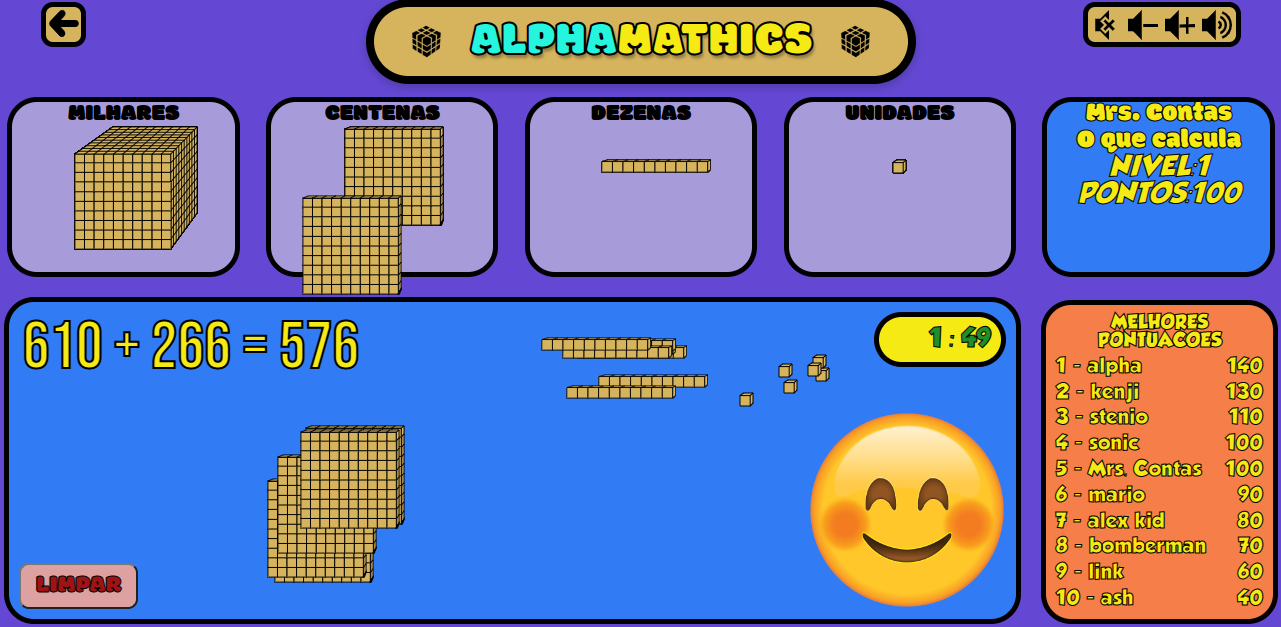 ALPHAMATHICS
MILHARES
CENTENAS
DEZENAS
UNIDADES
Mrs. Contas
O que calcula
NIVEL:1
PONTOS:100
610 + 266 = 576
1:49
LIMPAR
MELHORES
PONTUACOES
1 - alpha 140
2 - kenji 130
3 - stenio 110
4 - sonic 100
5 - Mrs. Contas 100
6 - mario 90
7 - alex kid 80
8 - bomberman 70
9 - link 60
10 - ash 40